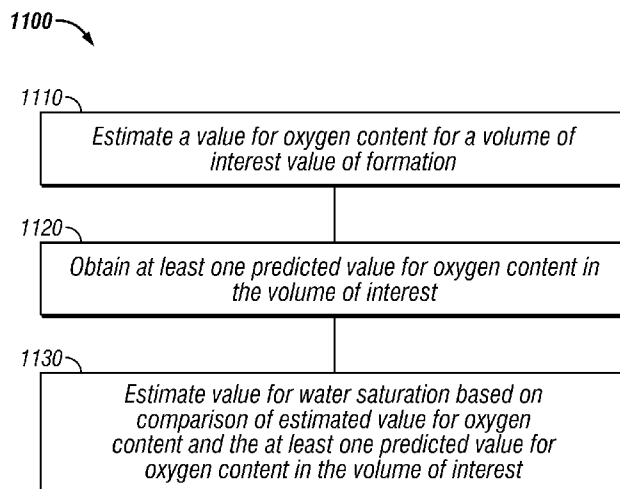 1100
1110
Estimate a value for oxygen content for a volume of
interest value of formation
1120
Obtain at least one predicted value for oxygen content in
the volume of interest
1130
Estimate value for water saturation based on
comparison of estimated value for oxygen
content and the at least one predicted value for
oxygen content in the volume of interest